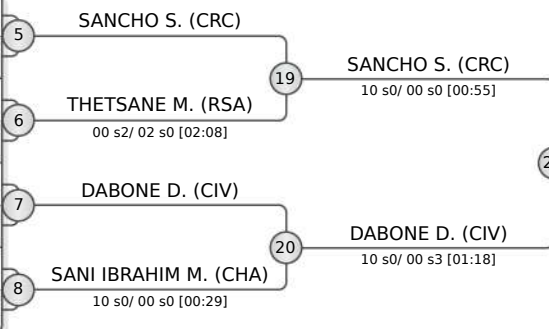 5
SANCHO S. (CRC)
19
SANCHO S. (CRC)
10 s0/ 00 s0 [00:55]
6
THETSANE M. (RSA)
00 s2/ 02 s0 [02:08]
7
DABONE D. (CIV)
20
DABONE D. (CIV)
10 s0/ 00 s3 [01:18]
8
SANI IBRAHIM M. (CHA)
10 s0/ 00 s0 [00:29]